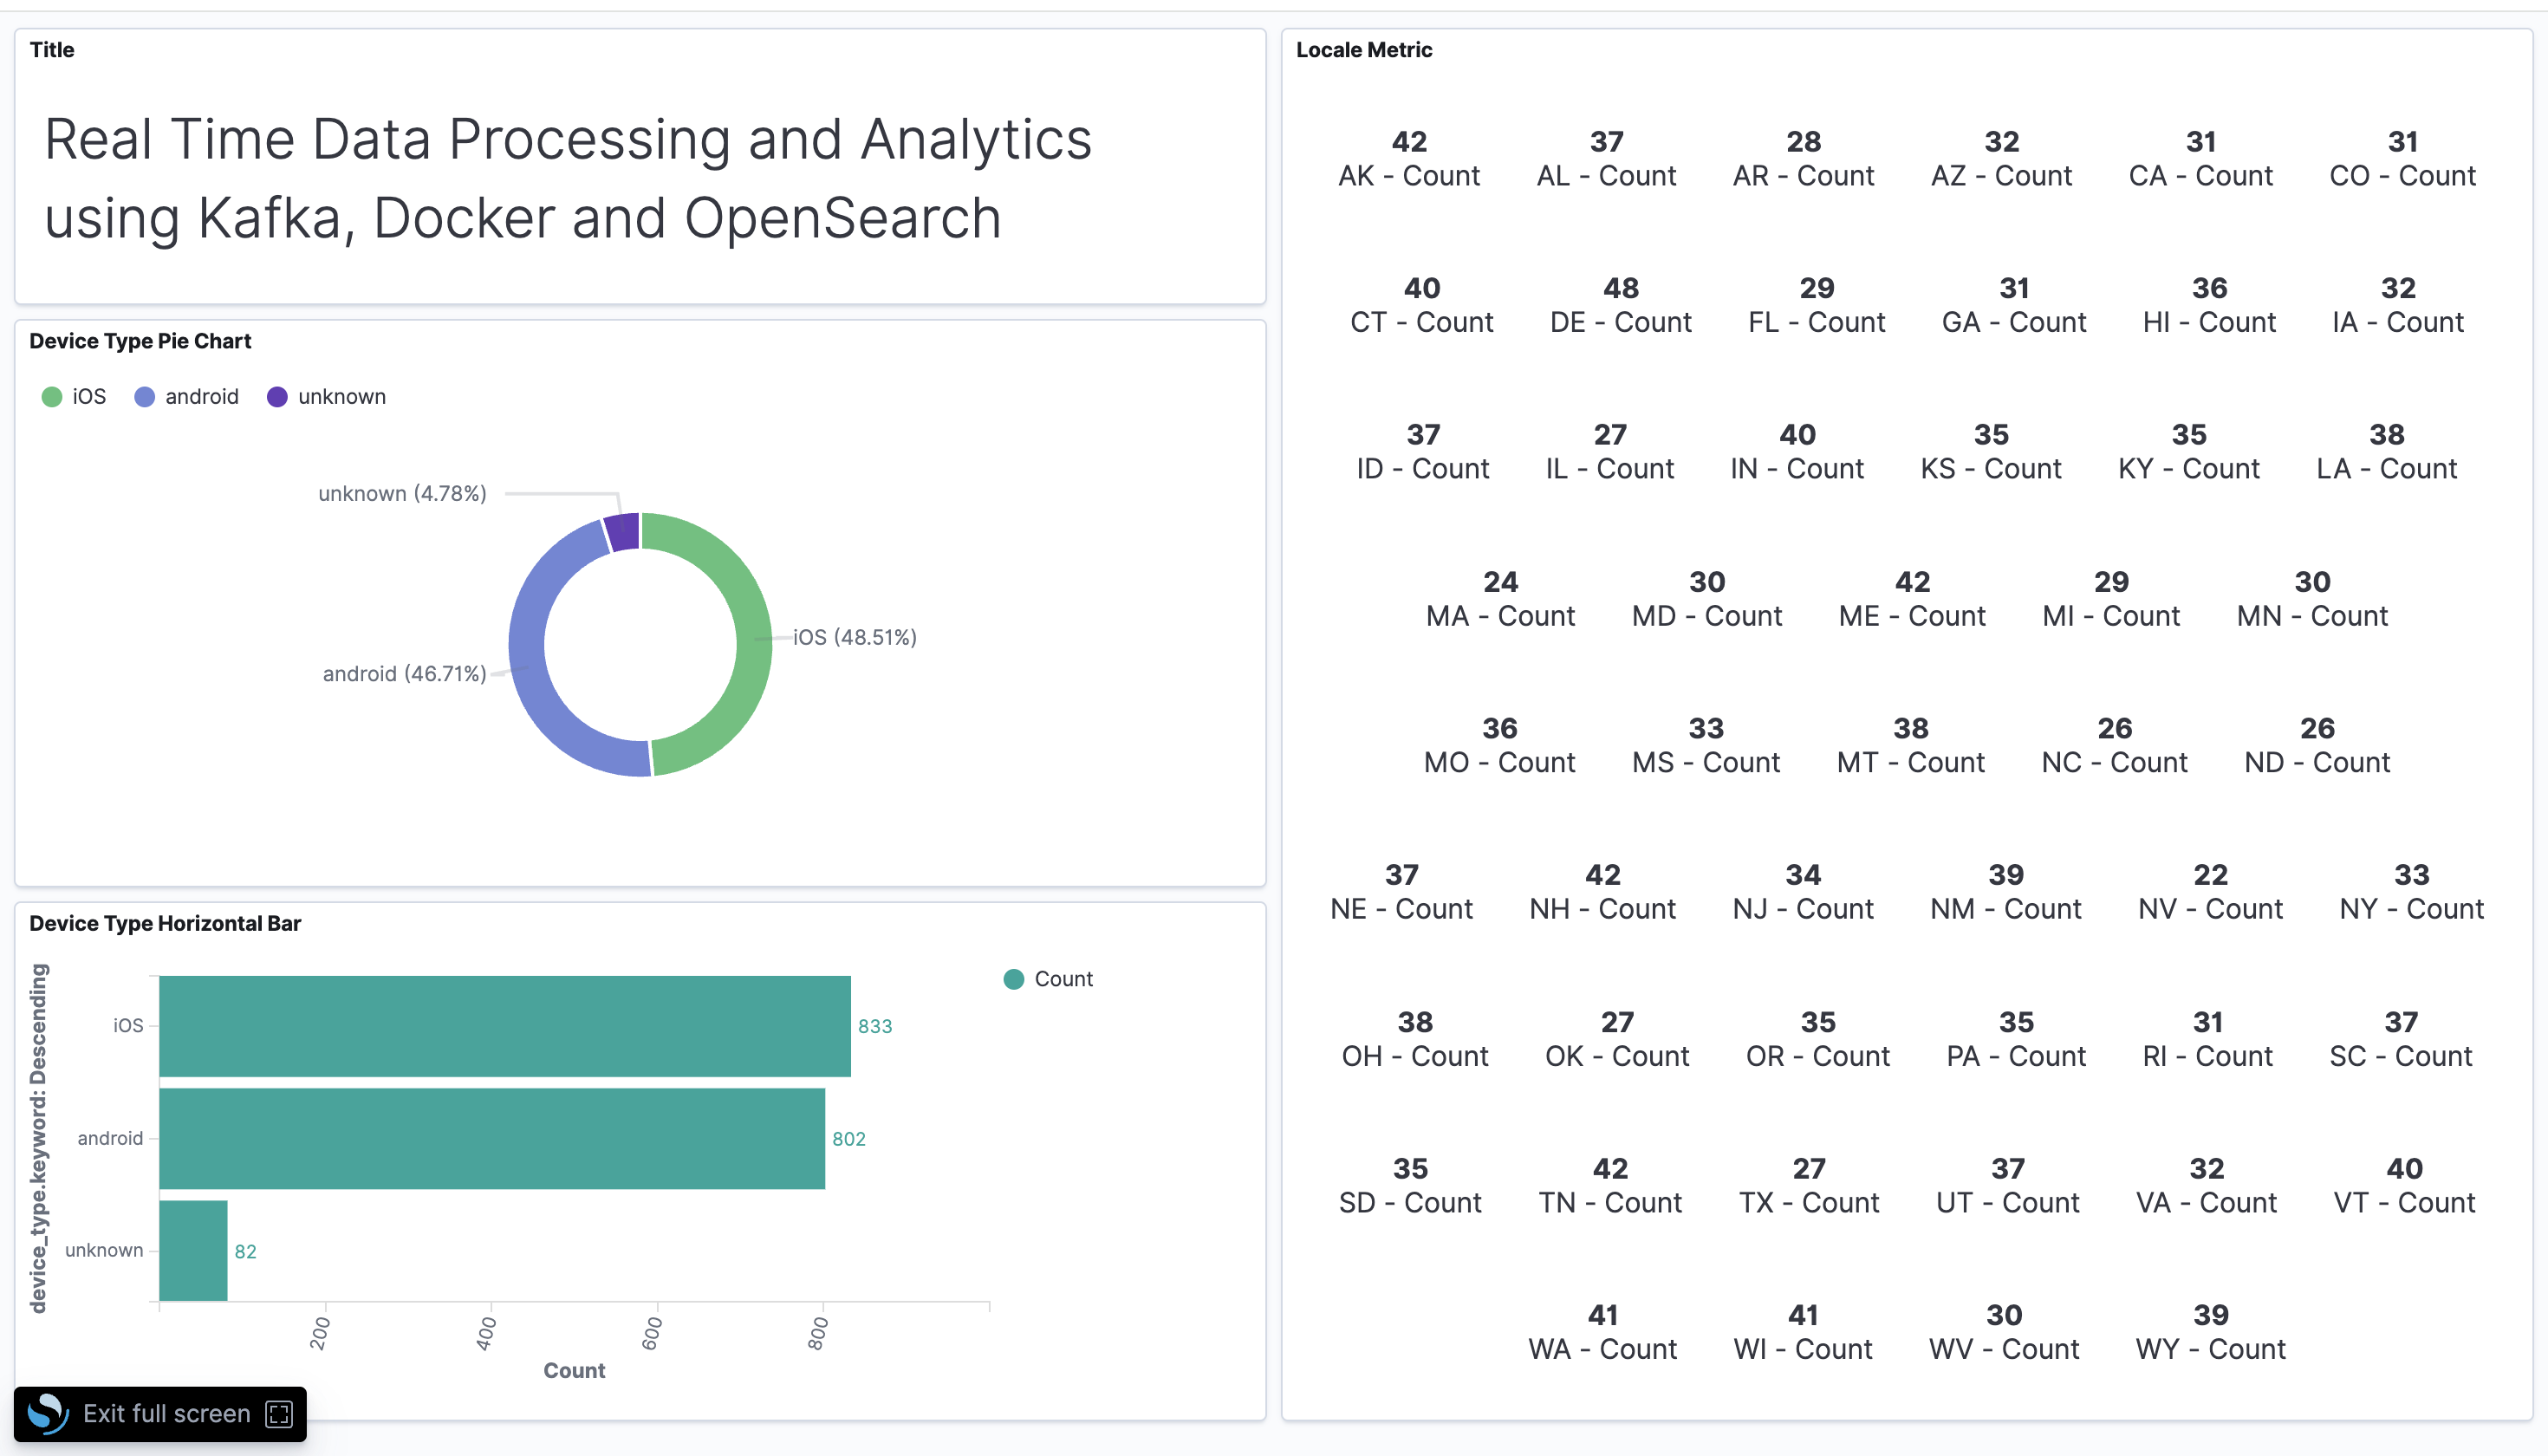 Title
Real Time Data Processing and Analytics
using Kafka, Docker and OpenSearch
Device Type Pie Chart
iOS android unknown
unknown (4.78%)
iOS (48.51%)
android (46.71%)
Device Type Horizontal Bar
device_type.keyword: Descending
Count
iOS 833
android 802
unknown 82
200 400 600 800
Count
Exit full screen
Locale Metric
42 37 28 32 31 31
AK - Count AL - Count AR - Count AZ - Count CA - Count CO - Count
40 48 29 31 36 32
CT - Count DE - Count FL - Count GA - Count HI - Count IA - Count
37 27 40 35 35 38
ID - Count IL - Count IN - Count KS - Count KY - Count LA - Count
24 30 42 29 30
MA - Count MD - Count ME - Count MI - Count MN - Count
36 33 38 26 26
MO - Count MS - Count MT - Count NC - Count ND - Count
37 42 34 39 22 33
NE - Count NH - Count NJ - Count NM - Count NV - Count NY - Count
38 27 35 35 31 37
OH - Count OK - Count OR - Count PA - Count RI - Count SC - Count
35 42 27 37 32 40
SD - Count TN - Count TX - Count UT - Count VA - Count VT - Count
41 41 30 39
WA - Count WI - Count WV - Count WY - Count